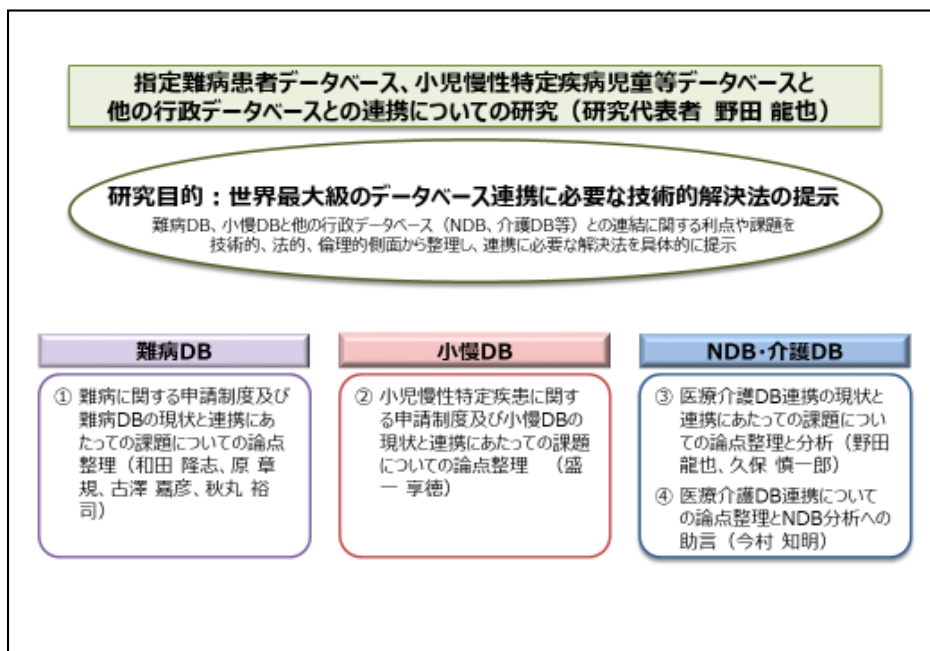 指定難病患者データベース、小児慢性特定疾病児童等データベースと
他の行政データベースとの連携についての研究（研究代表者 野田 龍也）
研究目的：世界最大級のデータベース連携に必要な技術的解決法の提示
難病DB、小慢DBと他の行政データベース（NDB、介護DB等）との連結に関する利点や課題を
技術的、法的、倫理的側面から整理し、連携に必要な解決法を具体的に提示
難病DB
① 難病に関する申請制度及び
難病DBの現状と連携にあ
たっての課題についての論点
整理（和田 隆志、原 章
規、古澤 嘉彦、秋丸 裕
司）
小慢DB
② 小児慢性特定疾患に関す
る申請制度及び小慢DBの
現状と連携にあたっての課題
についての論点整理 （盛
一 享徳）
NDB・介護DB
③ 医療介護DB連携の現状と
連携にあたっての課題につい
ての論点整理と分析（野田
龍也、久保 慎一郎）
④ 医療介護DB連携について
の論点整理とNDB分析への
助言（今村 知明）